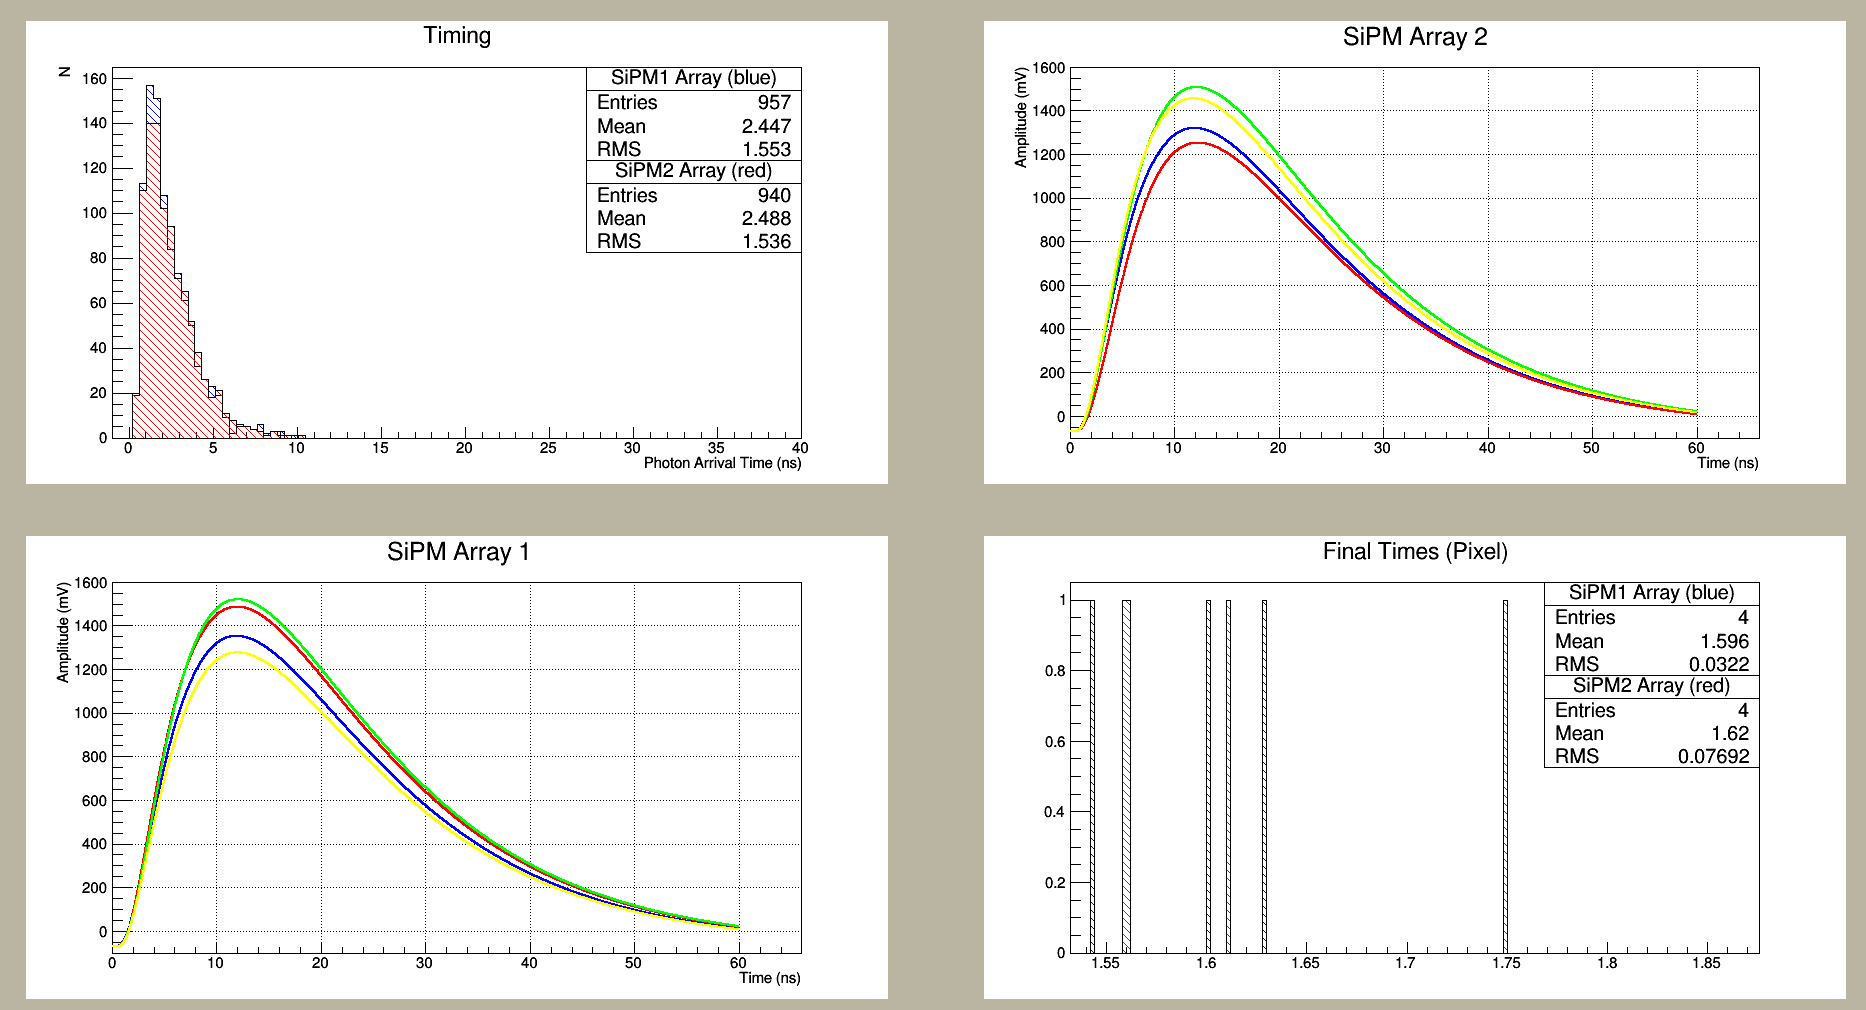 Timing
N
160
140
120
100
80
60
40
20
0
0 5 10 15 20 25 30 35 40
Photon Arrival Time (ns)
SiPM1 Array (blue)
Entries 957
Mean 2.447
RMS 1.553
SiPM2 Array (red)
Entries 940
Mean 2.488
RMS 1.536
SiPM Array 2
Amplitude (mV)
1600
1400
1200
1000
800
600
400
200
0
0 10 20 30 40 50 60
Time (ns)
SiPM Array 1
Amplitude (mV)
1600
1400
1200
1000
800
600
400
200
0
0 10 20 30 40 50 60
Time (ns)
Final Times (Pixel)
1
0.8
0.6
0.4
0.2
0
1.55 1.6 1.65 1.7 1.75 1.8 1.85
SiPM1 Array (blue)
Entries 4
Mean 1.596
RMS 0.0322
SiPM2 Array (red)
Entries 4
Mean 1.62
RMS 0.07692